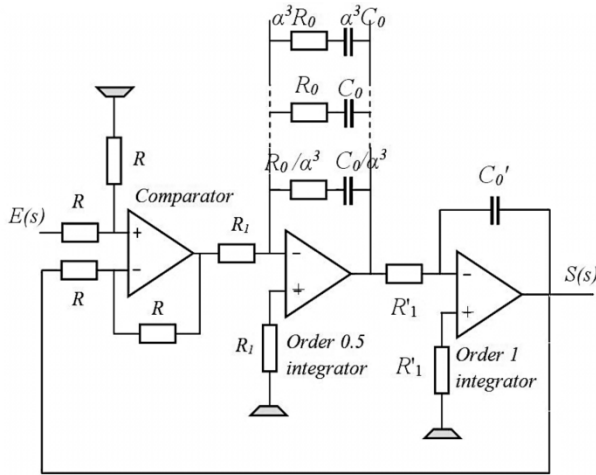 α³R₀ α³C₀
R₀ C₀
R
R₀/α³ C₀/α³
Comparator
C₀'
E(s)
R
R₁
+
−
−
−
S(s)
R
R
R'₁
+
+
R₁
Order 0.5
integrator
R'₁
Order 1
integrator